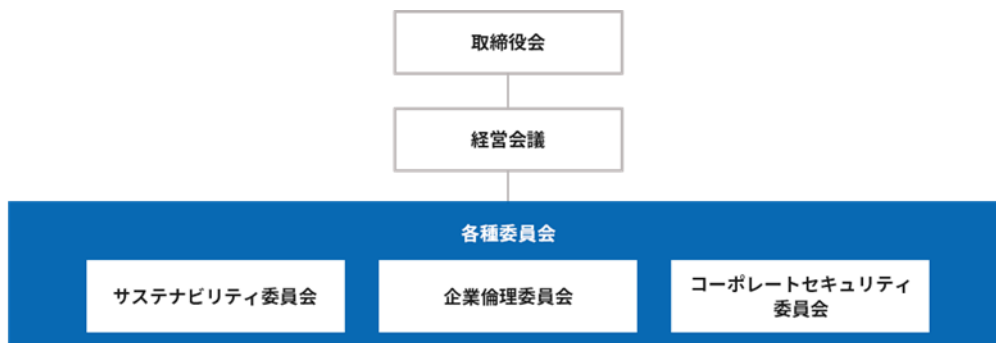 取締役会
経営会議
各種委員会
サステナビリティ委員会
企業倫理委員会
コーポレートセキュリティ
委員会